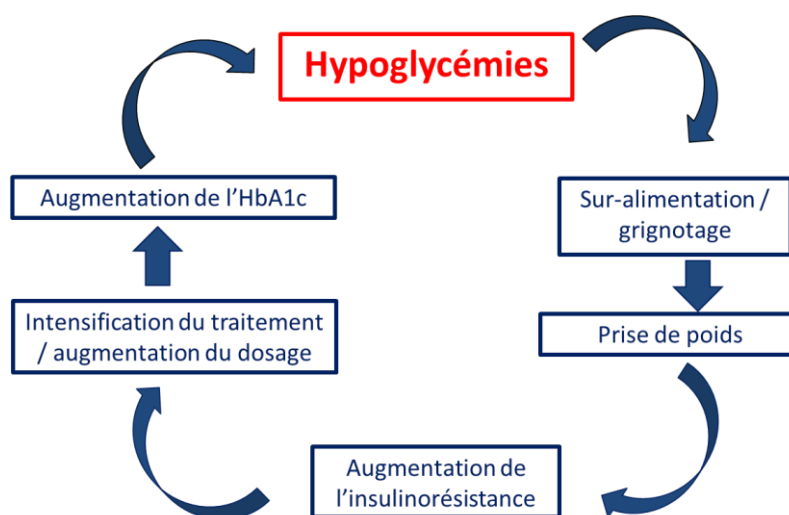 Hypoglycémies
Sur-alimentation /
grignotage
Prise de poids
Augmentation de
l'insulinorésistance
Intensification du traitement
/ augmentation du dosage
Augmentation de l'HbA1c